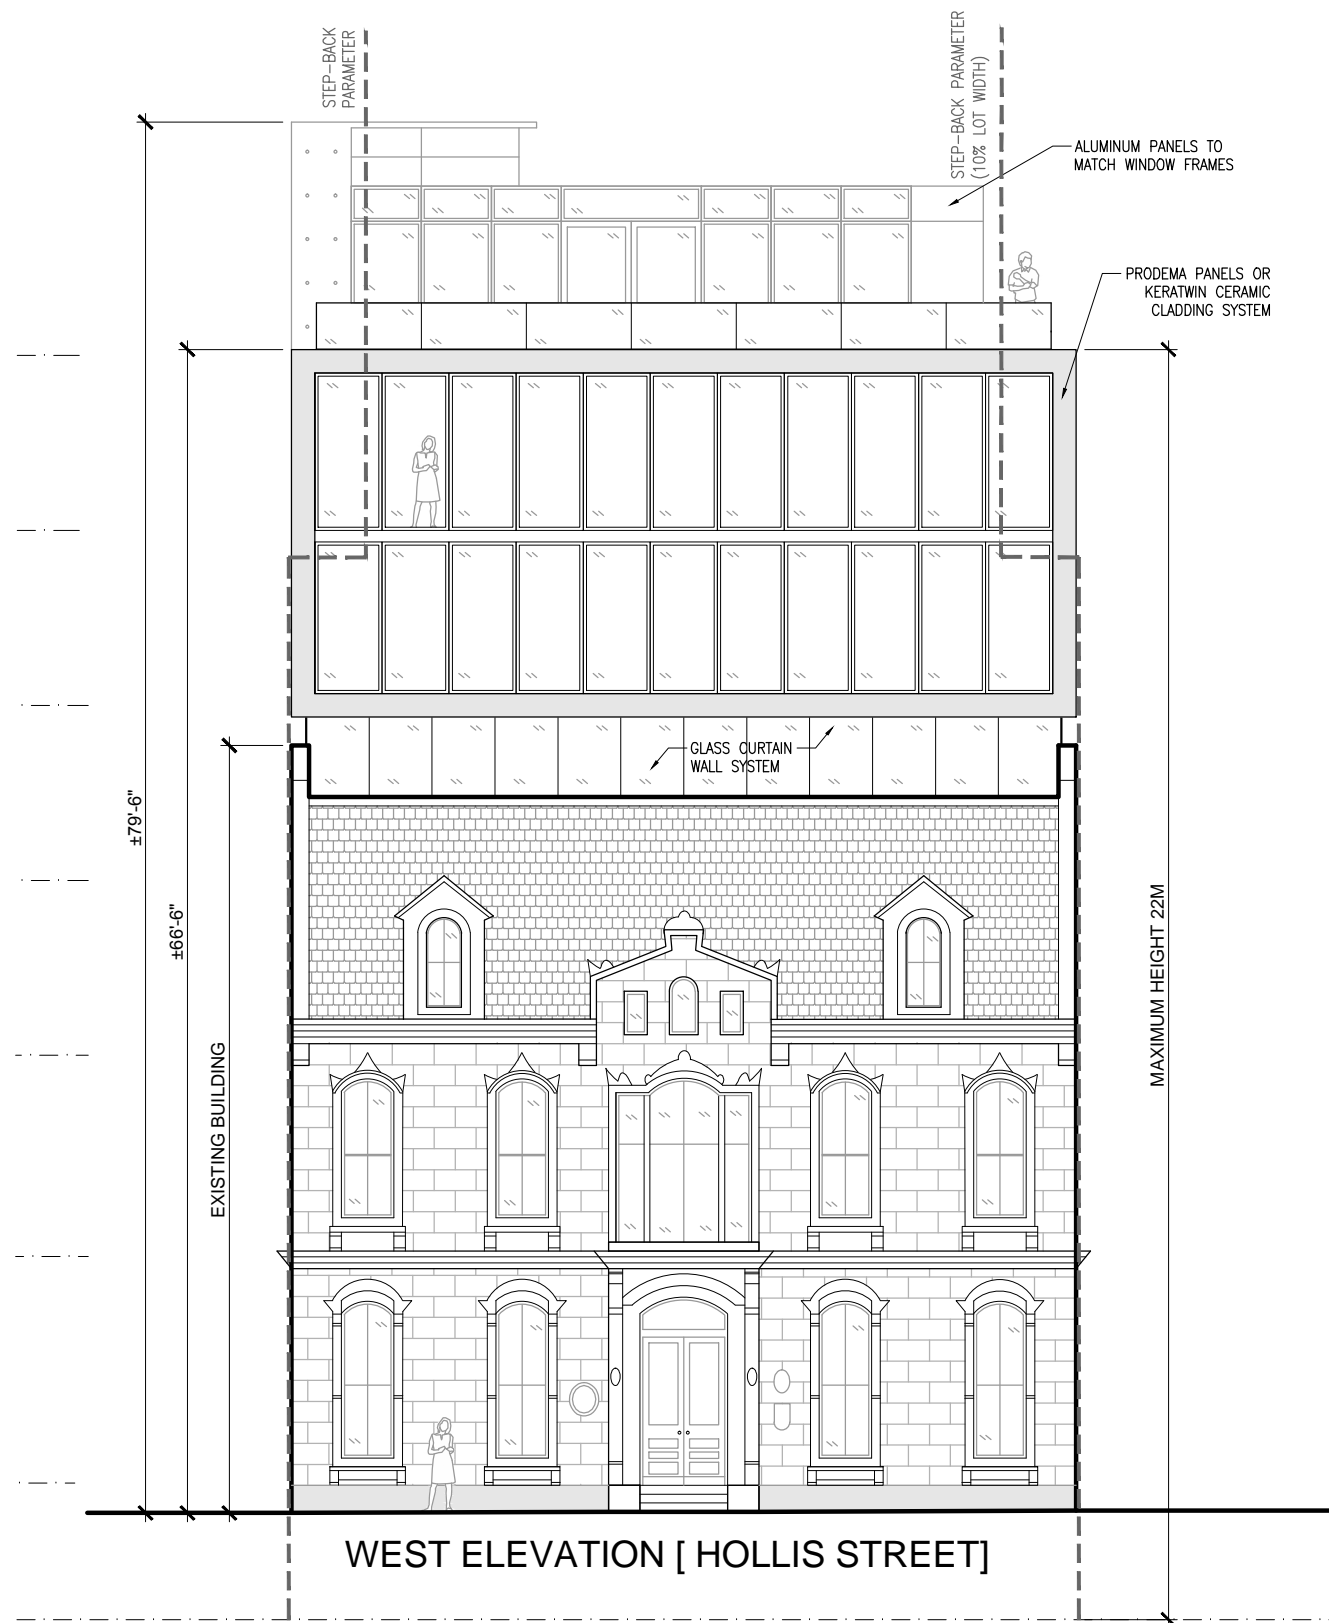 STEP-BACK
PARAMETER
STEP-BACK PARAMETER
(10% LOT WIDTH)
ALUMINUM PANELS TO
MATCH WINDOW FRAMES
PRODEMA PANELS OR
KERATWIN CERAMIC
CLADDING SYSTEM
GLASS CURTAIN
WALL SYSTEM
±79'-6"
±66'-6"
EXISTING BUILDING
MAXIMUM HEIGHT 22M
WEST ELEVATION [ HOLLIS STREET]